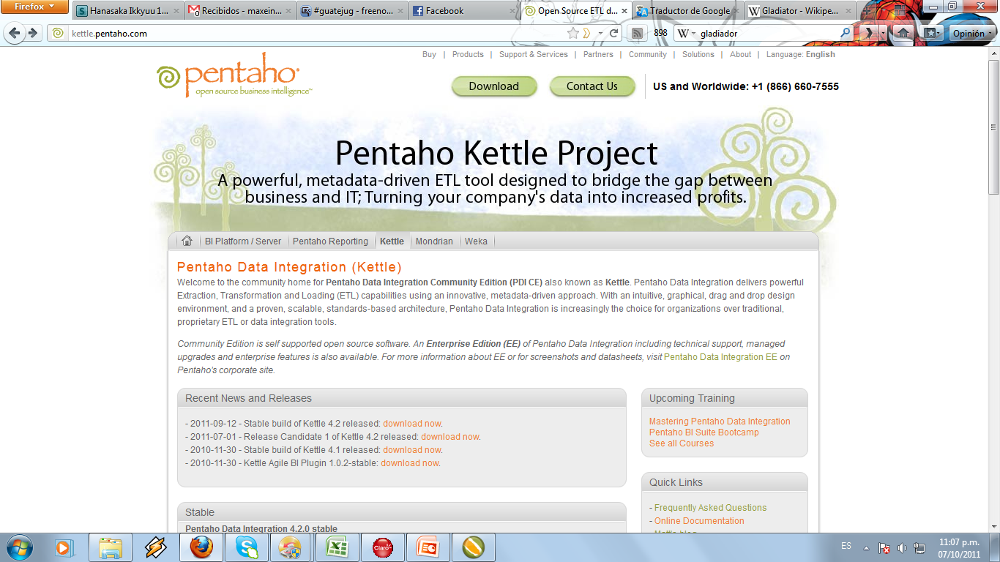 Firefox
Hanasaka Ikkyuu 1... Recibidos - maxein... #guatejug - freeno... Facebook Open Source ETL d... Traductor de Google Gladiator - Wikipe...
kettle.pentaho.com 898 W gladiador Opinión
Buy | Products | Support & Services | Partners | Community | Solutions | About | Language: English
pentaho
open source business intelligence™
Download Contact Us US and Worldwide: +1 (866) 660-7555
Pentaho Kettle Project
A powerful, metadata-driven ETL tool designed to bridge the gap between
business and IT; Turning your company's data into increased profits.
BI Platform / Server Pentaho Reporting Kettle Mondrian Weka
Pentaho Data Integration (Kettle)
Welcome to the community home for Pentaho Data Integration Community Edition (PDI CE) also known as Kettle. Pentaho Data Integration delivers powerful
Extraction, Transformation and Loading (ETL) capabilities using an innovative, metadata-driven approach. With an intuitive, graphical, drag and drop design
environment, and a proven, scalable, standards-based architecture, Pentaho Data Integration is increasingly the choice for organizations over traditional,
proprietary ETL or data integration tools.
Community Edition is self supported open source software. An Enterprise Edition (EE) of Pentaho Data Integration including technical support, managed
upgrades and enterprise features is also available. For more information about EE or for screenshots and datasheets, visit Pentaho Data Integration EE on
Pentaho's corporate site.
Recent News and Releases
- 2011-09-12 - Stable build of Kettle 4.2 released: download now.
- 2011-07-01 - Release Candidate 1 of Kettle 4.2 released: download now.
- 2010-11-30 - Stable build of Kettle 4.1 released: download now.
- 2010-11-30 - Kettle Agile BI Plugin 1.0.2-stable: download now.
Upcoming Training
Mastering Pentaho Data Integration
Pentaho BI Suite Bootcamp
See all Courses
Quick Links
- Frequently Asked Questions
- Online Documentation
Stable
Pentaho Data Integration 4.2.0 stable
Claro
ES
11:07 p.m.
07/10/2011